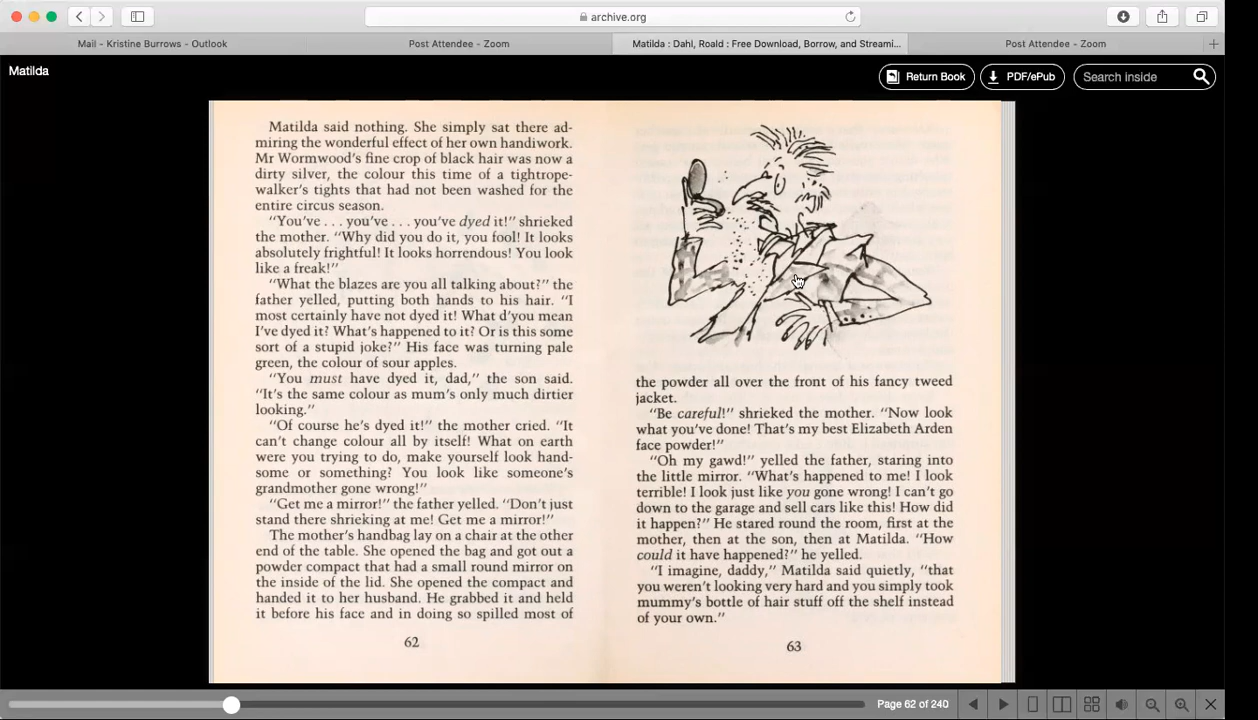 archive.org
Mail - Kristine Burrows - Outlook
Post Attendee - Zoom
Matilda : Dahl, Roald : Free Download, Borrow, and Streami...
Post Attendee - Zoom
Matilda
Return Book
PDF/ePub
Search inside
Matilda said nothing. She simply sat there ad-
miring the wonderful effect of her own handiwork.
Mr Wormwood's fine crop of black hair was now a
dirty silver, the colour this time of a tightrope-
walker's tights that had not been washed for the
entire circus season.
"You've . . . you've . . . you've dyed it!" shrieked
the mother. "Why did you do it, you fool! It looks
absolutely frightful! It looks horrendous! You look
like a freak!"
"What the blazes are you all talking about?" the
father yelled, putting both hands to his hair. "I
most certainly have not dyed it! What d'you mean
I've dyed it? What's happened to it? Or is this some
sort of a stupid joke?" His face was turning pale
green, the colour of sour apples.
"You must have dyed it, dad," the son said.
"It's the same colour as mum's only much dirtier
looking."
"Of course he's dyed it!" the mother cried. "It
can't change colour all by itself! What on earth
were you trying to do, make yourself look hand-
some or something? You look like someone's
grandmother gone wrong!"
"Get me a mirror!" the father yelled. "Don't just
stand there shrieking at me! Get me a mirror!"
The mother's handbag lay on a chair at the other
end of the table. She opened the bag and got out a
powder compact that had a small round mirror on
the inside of the lid. She opened the compact and
handed it to her husband. He grabbed it and held
it before his face and in doing so spilled most of
62
the powder all over the front of his fancy tweed
jacket.
"Be careful!" shrieked the mother. "Now look
what you've done! That's my best Elizabeth Arden
face powder!"
"Oh my gawd!" yelled the father, staring into
the little mirror. "What's happened to me! I look
terrible! I look just like you gone wrong! I can't go
down to the garage and sell cars like this! How did
it happen?" He stared round the room, first at the
mother, then at the son, then at Matilda. "How
could it have happened?" he yelled.
"I imagine, daddy," Matilda said quietly, "that
you weren't looking very hard and you simply took
mummy's bottle of hair stuff off the shelf instead
of your own."
63
Page 62 of 240